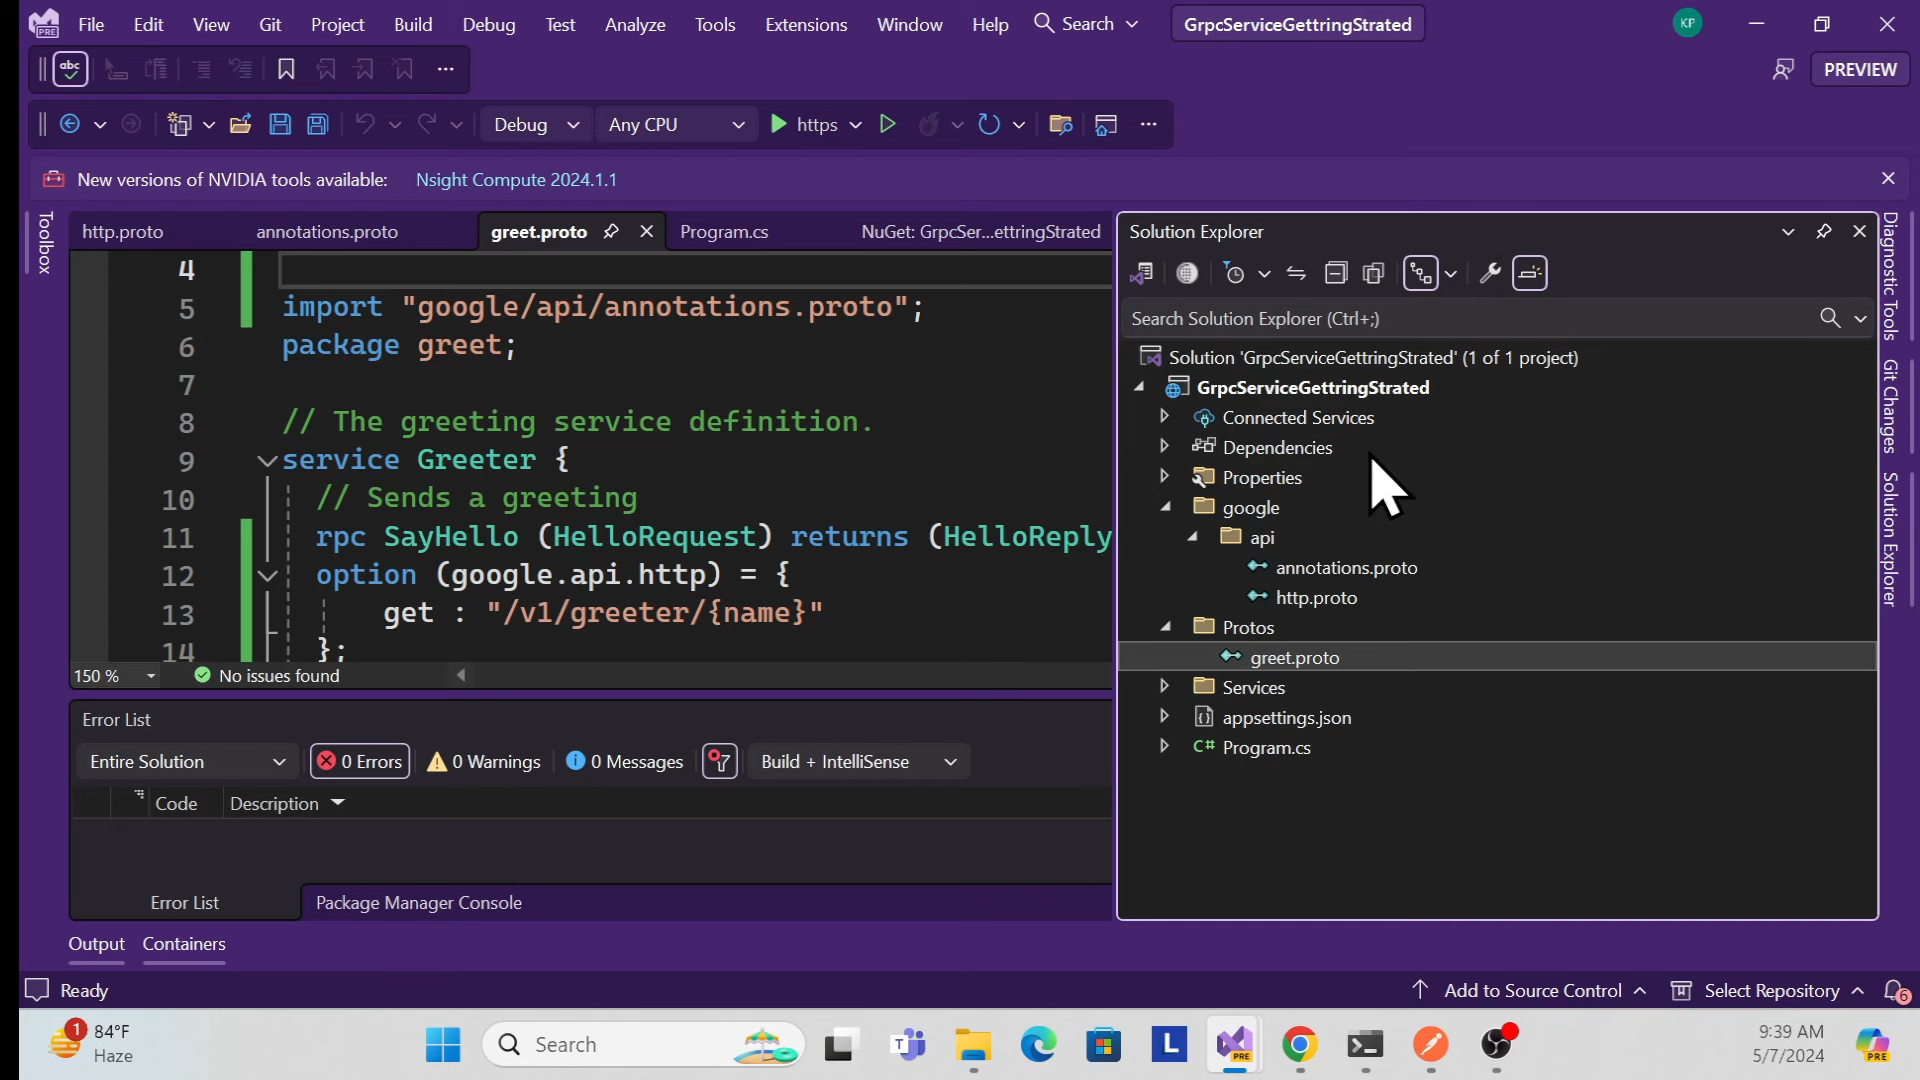 PRE
File Edit View Git Project Build Debug Test Analyze Tools Extensions Window Help Search GrpcServiceGettringStrated KP
abc
PREVIEW
Debug Any CPU https
New versions of NVIDIA tools available: Nsight Compute 2024.1.1
Toolbox
http.proto annotations.proto greet.proto Program.cs NuGet: GrpcSer...ettringStrated
4
5 import "google/api/annotations.proto";
6 package greet;
7
8 // The greeting service definition.
9 service Greeter {
10 // Sends a greeting
11 rpc SayHello (HelloRequest) returns (HelloReply
12 option (google.api.http) = {
13 get : "/v1/greeter/{name}"
14 };
150 % No issues found
Error List
Entire Solution 0 Errors 0 Warnings 0 Messages Build + IntelliSense
Code Description
Error List Package Manager Console
Solution Explorer
Search Solution Explorer (Ctrl+;)
Solution 'GrpcServiceGettringStrated' (1 of 1 project)
GrpcServiceGettringStrated
Connected Services
Dependencies
Properties
google
api
annotations.proto
http.proto
Protos
greet.proto
Services
appsettings.json
C# Program.cs
Diagnostic Tools
Git Changes
Solution Explorer
Output Containers
Ready Add to Source Control Select Repository 6
1 84°F
Haze
Search
T
L
PRE
9:39 AM
5/7/2024
PRE